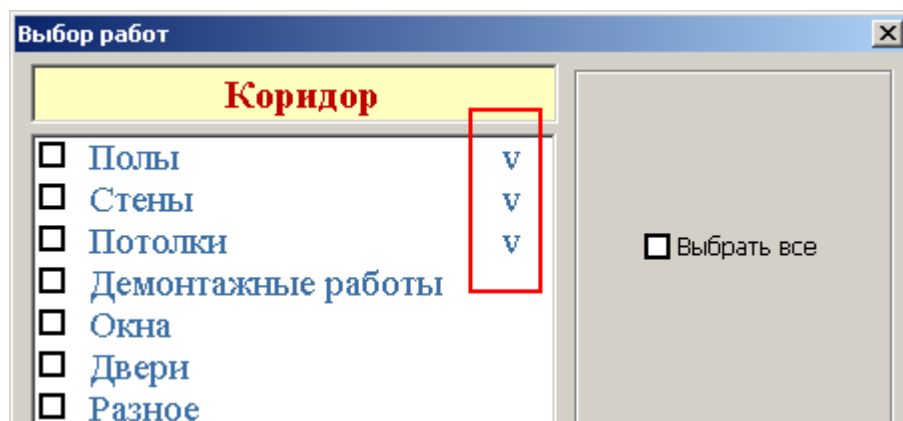 Выбор работ
Коридор
Полы v
Стены v
Потолки v
Демонтажные работы
Окна
Двери
Разное
Выбрать все